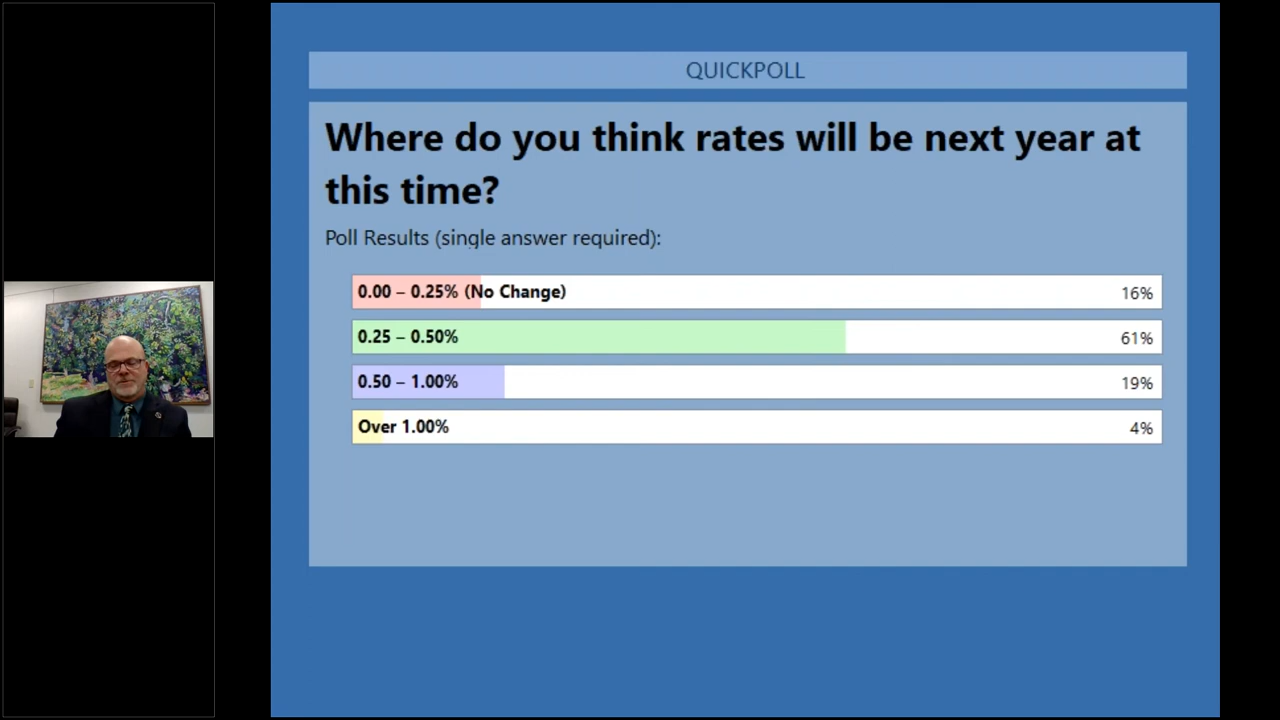 QUICKPOLL
Where do you think rates will be next year at
this time?
Poll Results (single answer required):
0.00 – 0.25% (No Change) 16%
0.25 – 0.50% 61%
0.50 – 1.00% 19%
Over 1.00% 4%